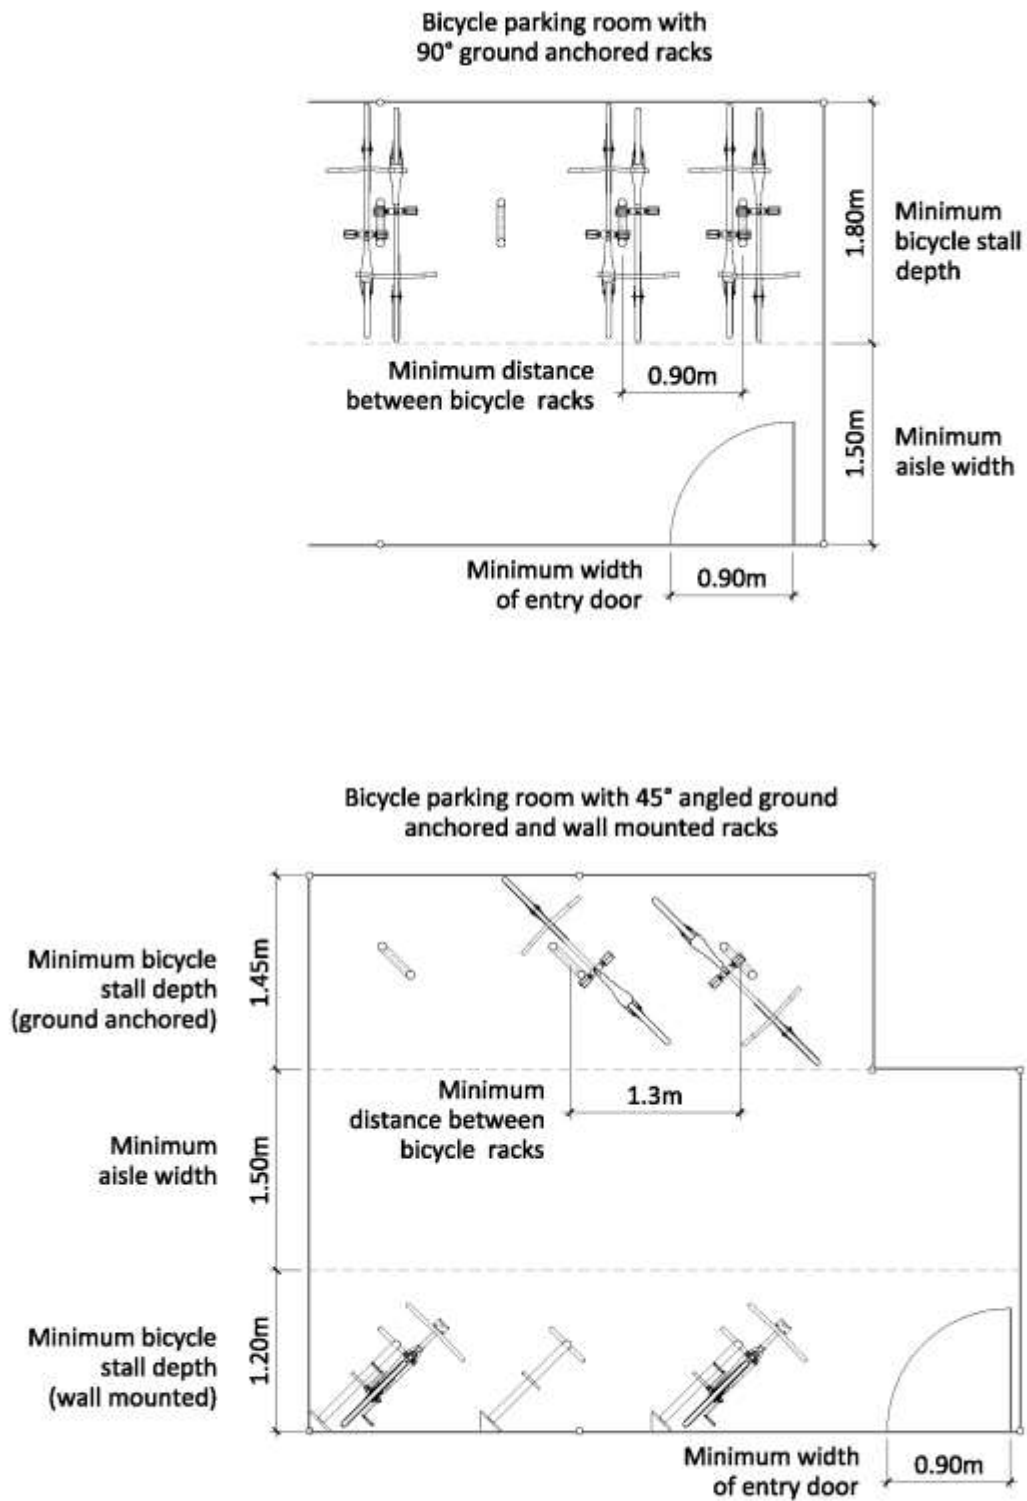 Bicycle parking room with
90° ground anchored racks
1.80m
Minimum
bicycle stall
depth
Minimum distance
between bicycle racks
0.90m
1.50m
Minimum
aisle width
Minimum width
of entry door
0.90m
Bicycle parking room with 45° angled ground
anchored and wall mounted racks
Minimum bicycle
stall depth
(ground anchored)
1.45m
Minimum
distance between
bicycle racks
1.3m
Minimum
aisle width
1.50m
Minimum bicycle
stall depth
(wall mounted)
1.20m
Minimum width
of entry door
0.90m